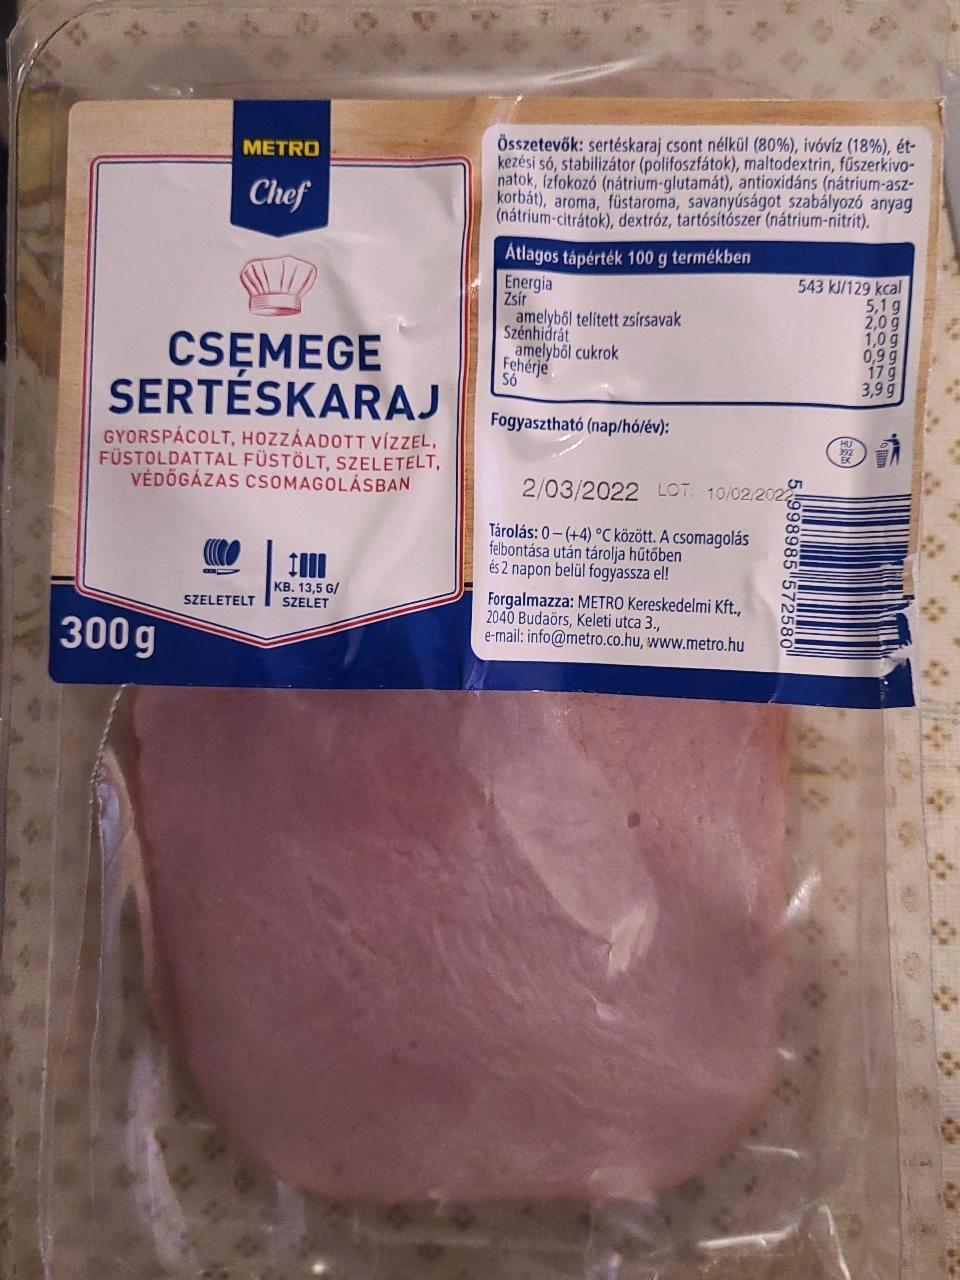 METRO
Chef
CSEMEGE
SERTÉSKARAJ
GYORSPÁCOLT, HOZZÁADOTT VÍZZEL,
FÜSTOLDATTAL FÜSTÖLT, SZELETELT,
VÉDŐGÁZAS CSOMAGOLÁSBAN
SZELETELT
KB. 13,5 G/
SZELET
300 g
Összetevők: sertéskaraj csont nélkül (80%), ivóvíz (18%), ét-
kezési só, stabilizátor (polifoszfátok), maltodextrin, fűszerkivo-
natok, ízfokozó (nátrium-glutamát), antioxidáns (nátrium-asz-
korbát), aroma, füstaroma, savanyúságot szabályozó anyag
(nátrium-citrátok), dextróz, tartósítószer (nátrium-nitrit).
Átlagos tápérték 100 g termékben
Energia 543 kJ/129 kcal
Zsír 5,1 g
amelyből telített zsírsavak 2,0 g
Szénhidrát 1,0 g
amelyből cukrok 0,9 g
Fehérje 17 g
Só 3,9 g
Fogyasztható (nap/hó/év):
HU
392
EK
2/03/2022 LOT: 10/02/2022
Tárolás: 0 – (+4) °C között. A csomagolás
felbontása után tárolja hűtőben
és 2 napon belül fogyassza el!
Forgalmazza: METRO Kereskedelmi Kft.,
2040 Budaörs, Keleti utca 3.,
e-mail: info@metro.co.hu, www.metro.hu
5 998985 572580